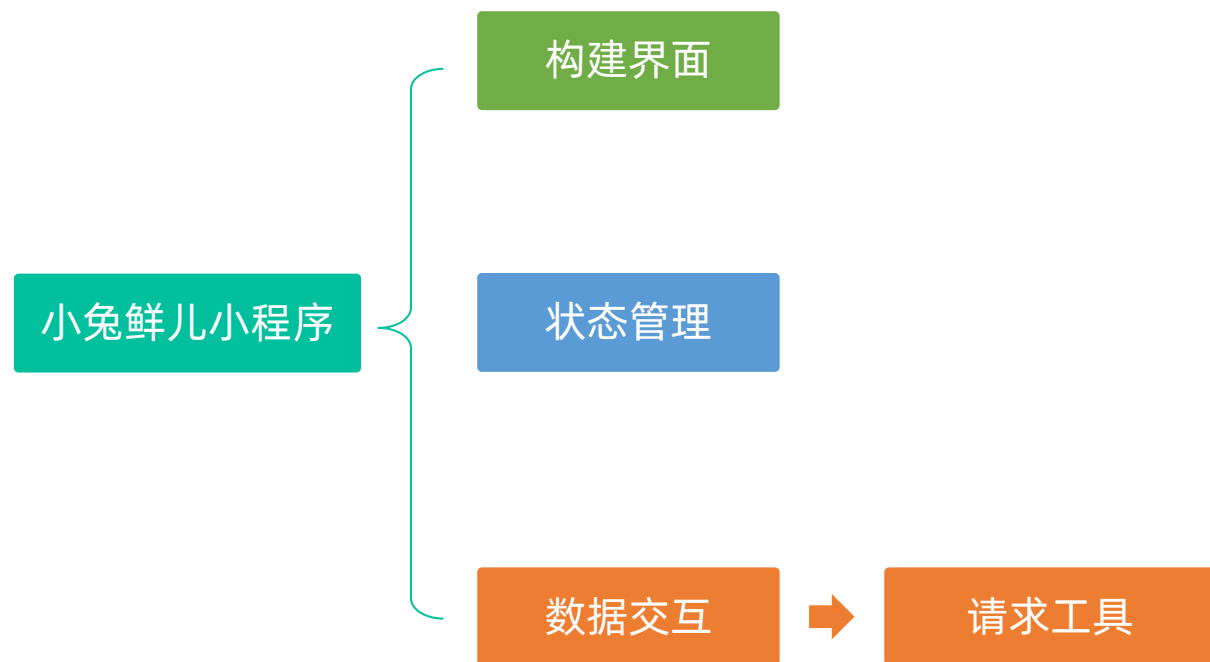 构建界面
小兔鲜儿小程序
状态管理
数据交互
请求工具